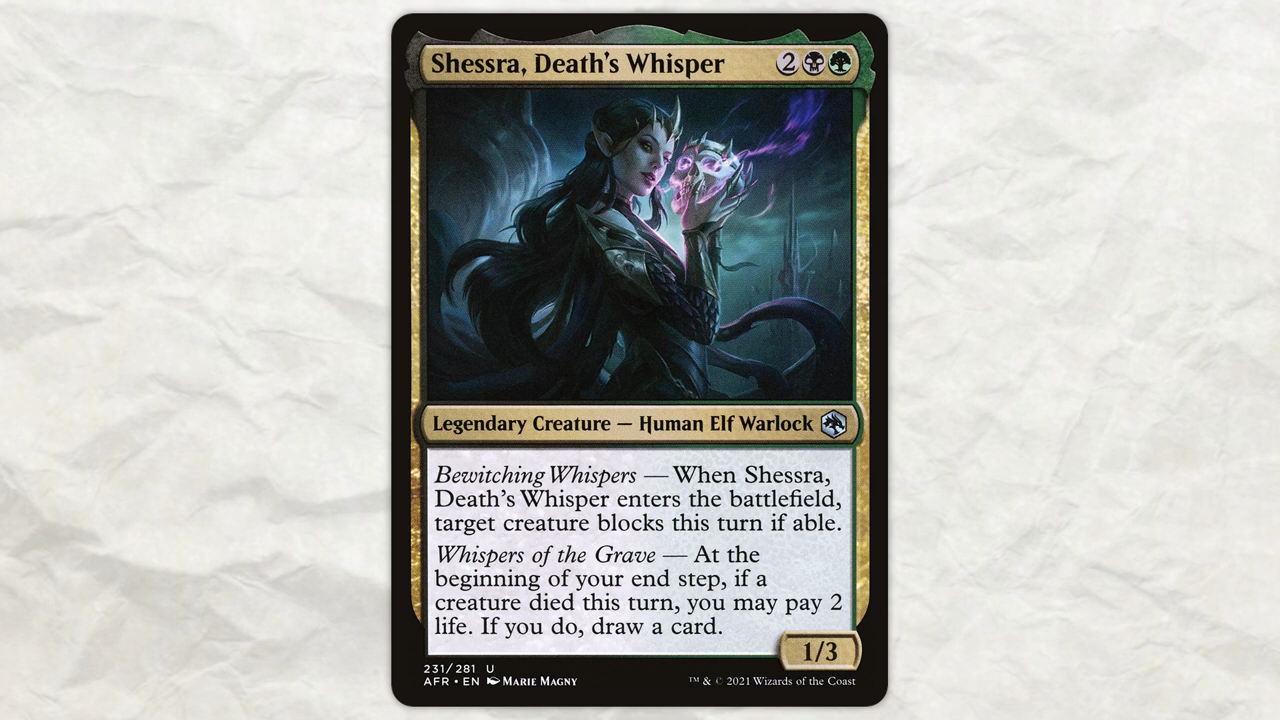 Shessra, Death's Whisper 2
Legendary Creature — Human Elf Warlock
Bewitching Whispers — When Shessra,
Death's Whisper enters the battlefield,
target creature blocks this turn if able.
Whispers of the Grave — At the
beginning of your end step, if a
creature died this turn, you may pay 2
life. If you do, draw a card.
1/3
231/281 U
AFR • EN Marie Magny
™ & © 2021 Wizards of the Coast